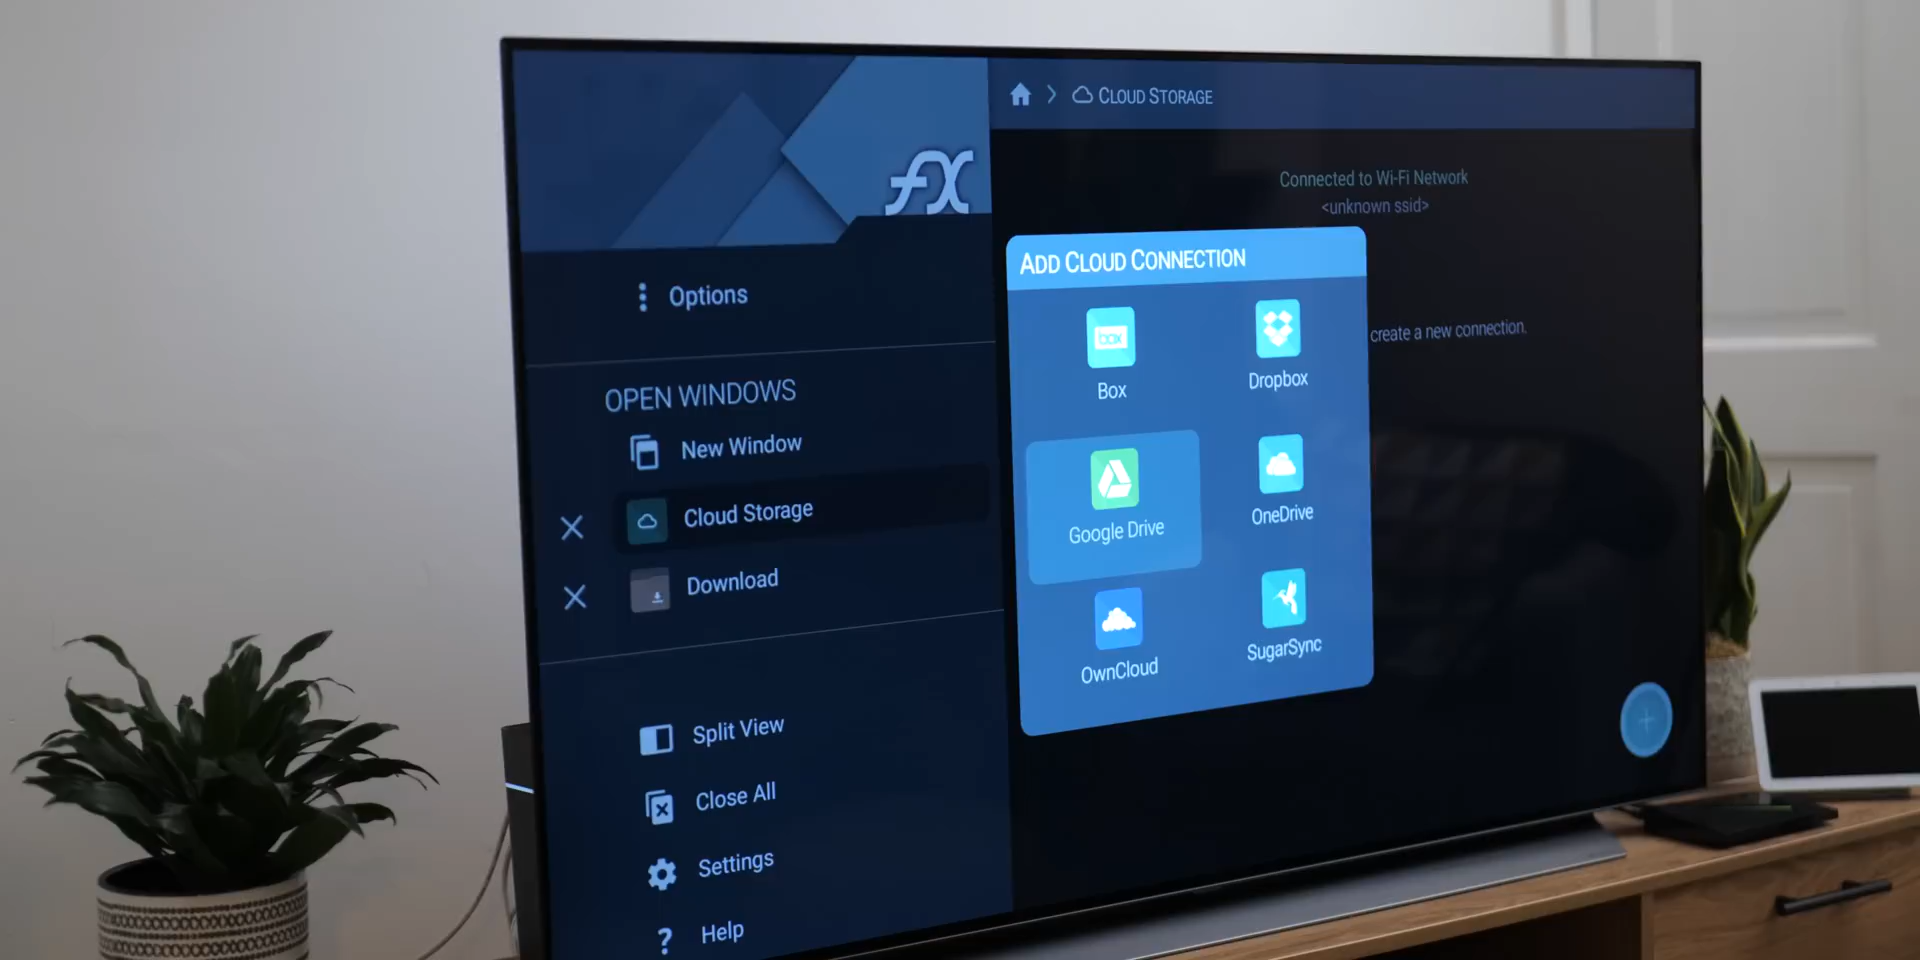 fX
Options
OPEN WINDOWS
New Window
Cloud Storage
Download
Split View
Close All
Settings
Help
CLOUD STORAGE
Connected to Wi-Fi Network
<unknown ssid>
create a new connection.
ADD CLOUD CONNECTION
box
Box
Dropbox
Google Drive
OneDrive
OwnCloud
SugarSync